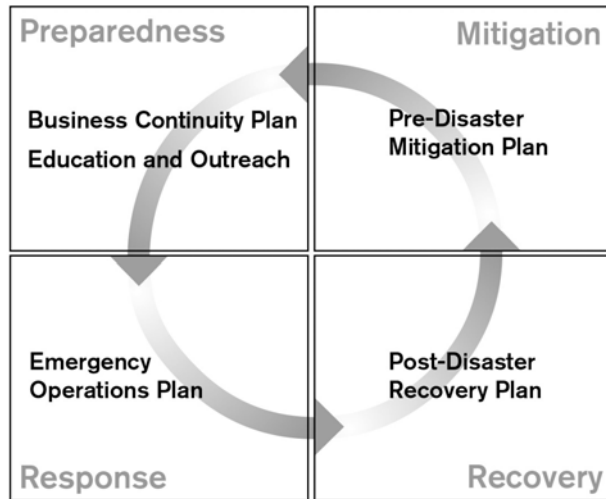 Preparedness
Mitigation
Business Continuity Plan
Education and Outreach
Pre-Disaster
Mitigation Plan
Emergency
Operations Plan
Post-Disaster
Recovery Plan
Response
Recovery